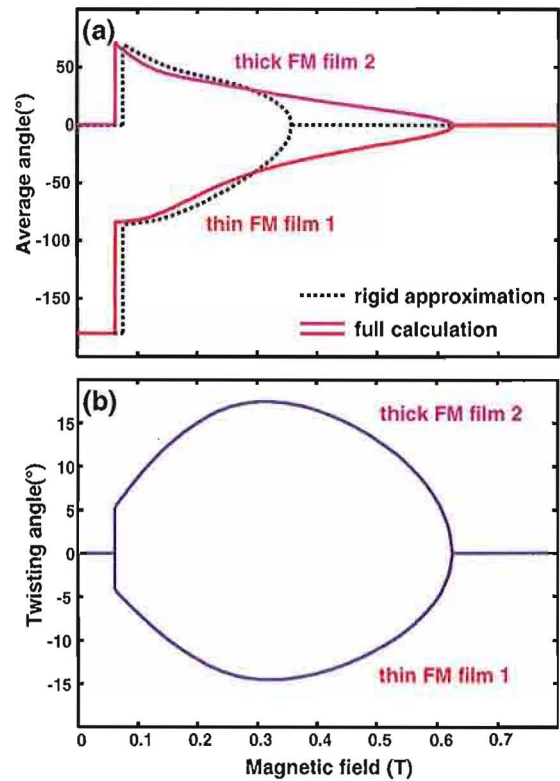 (a)
thick FM film 2
thin FM film 1
rigid approximation
full calculation
Average angle(°)
50
0
-50
-100
-150
(b)
thick FM film 2
thin FM film 1
Twisting angle(°)
15
10
5
0
-5
-10
-15
0 0.1 0.2 0.3 0.4 0.5 0.6 0.7
Magnetic field (T)